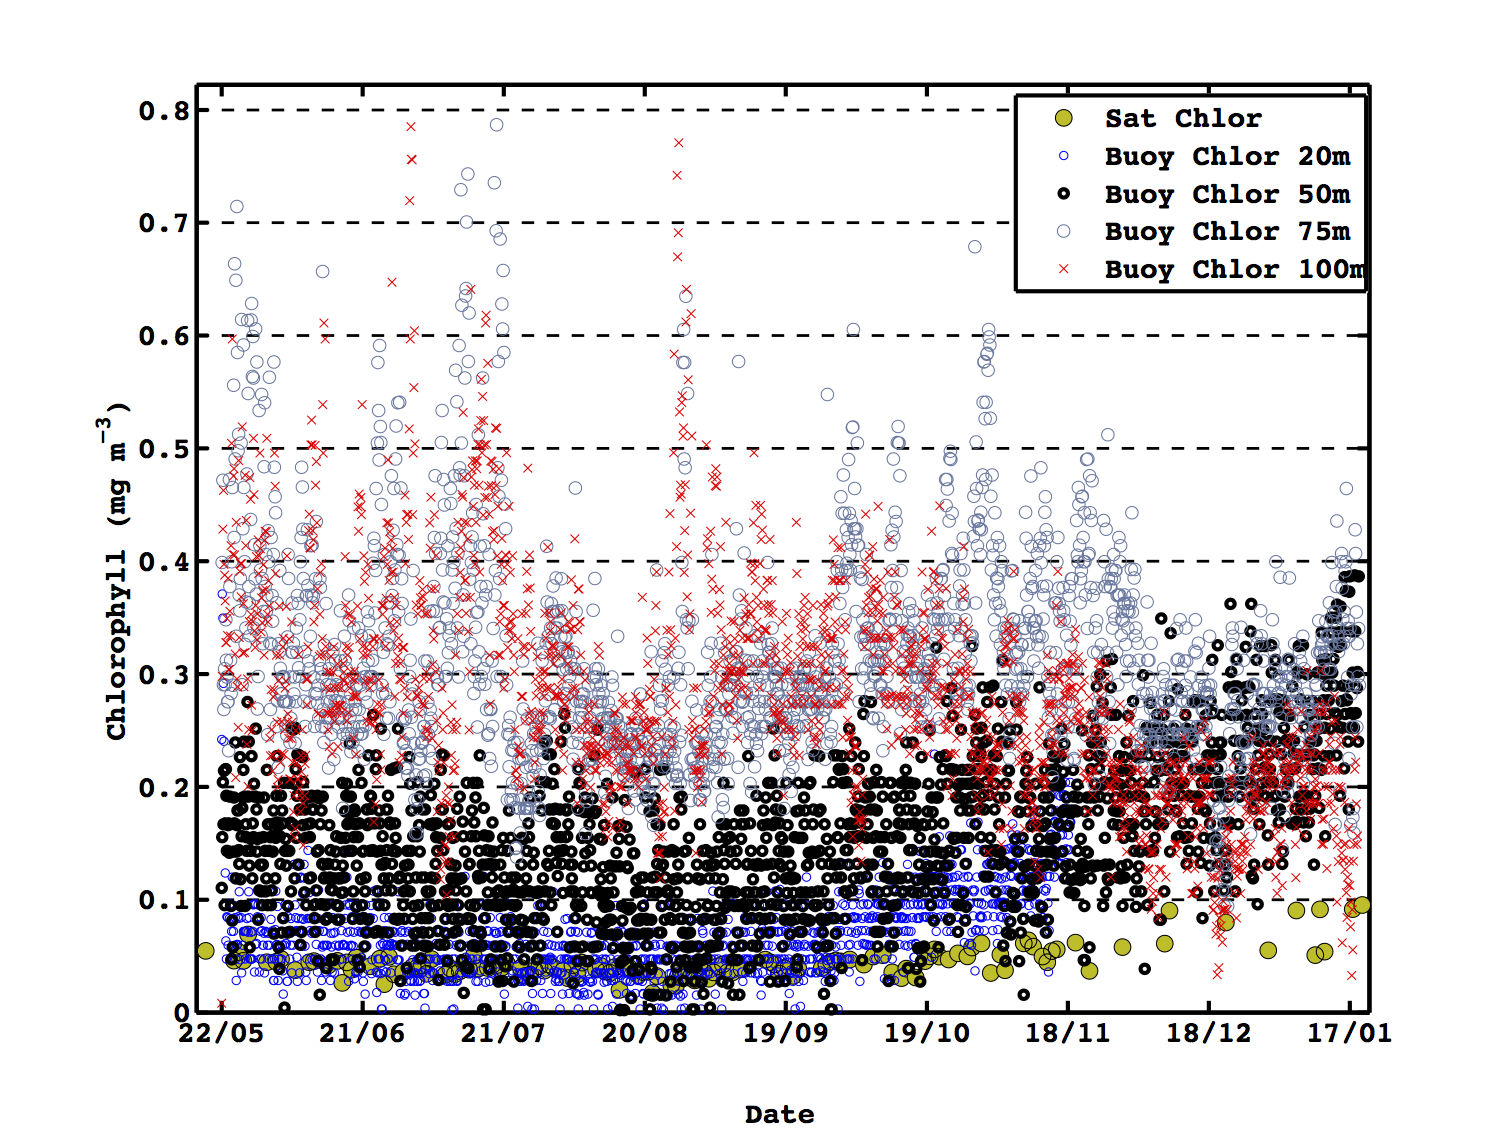 0.8
0.7
0.6
0.5
0.4
0.3
0.2
0.1
0
Chlorophyll (mg m⁻³)
Sat Chlor
Buoy Chlor 20m
Buoy Chlor 50m
Buoy Chlor 75m
Buoy Chlor 100m
22/05 21/06 21/07 20/08 19/09 19/10 18/11 18/12 17/01
Date